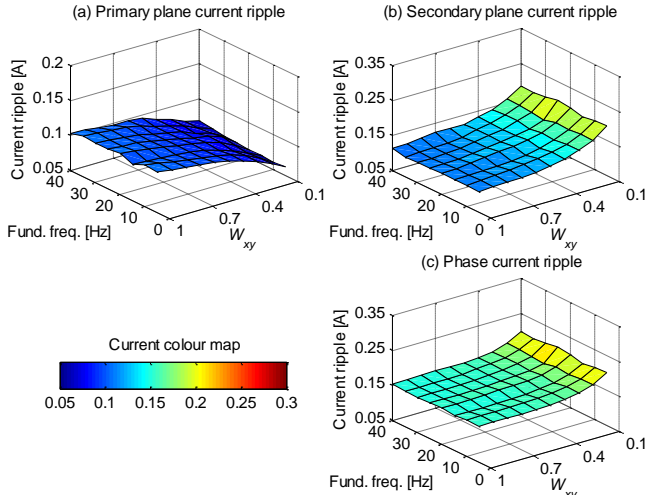 (a) Primary plane current ripple
0.2
0.15
0.1
0.05
Current ripple [A]
40
30
20
10
0
Fund. freq. [Hz]
1
0.7
0.4
0.1
Wxy
(b) Secondary plane current ripple
0.35
0.25
0.15
0.05
Current ripple [A]
40
30
20
10
0
Fund. freq. [Hz]
1
0.7
0.4
0.1
Wxy
Current colour map
0.05 0.1 0.15 0.2 0.25 0.3
(c) Phase current ripple
0.35
0.25
0.15
0.05
Current ripple [A]
40
30
20
10
0
Fund. freq. [Hz]
1
0.7
0.4
0.1
Wxy